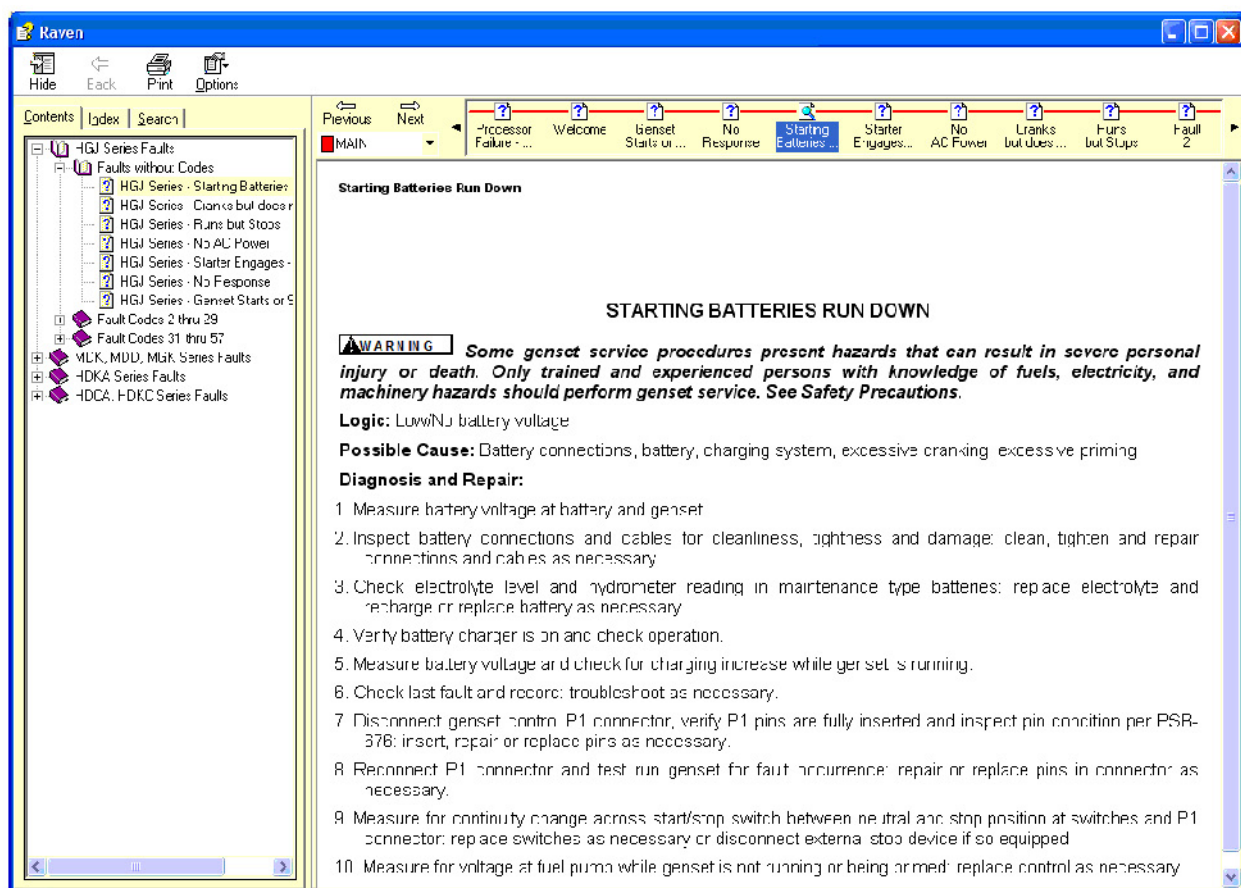 Raven
Hide Back Print Options
Contents Index Search
HGJ Series Faults
Faults without Codes
HGJ Series - Starting Batteries
HGJ Series - Cranks but does r
HGJ Series - Runs but Stops
HGJ Series - No AC Power
HGJ Series - Starter Engages -
HGJ Series - No Response
HGJ Series - Genset Starts or S
Fault Codes 2 thru 29
Fault Codes 31 thru 57
MDK, MDD, MGK Series Faults
HDKA Series Faults
HDCA, HDKC Series Faults
Previous Next
MAIN
Processor Failure - ...
Welcome
Genset Starts or ...
No Response
Starting Batteries ...
Starter Engages...
No AC Power
Cranks but does ...
Runs but Stops
Fault 2
Starting Batteries Run Down
STARTING BATTERIES RUN DOWN
WARNING Some genset service procedures present hazards that can result in severe personal
injury or death. Only trained and experienced persons with knowledge of fuels, electricity, and
machinery hazards should perform genset service. See Safety Precautions.
Logic: Low/No battery voltage
Possible Cause: Battery connections, battery, charging system, excessive cranking, excessive priming
Diagnosis and Repair:
1. Measure battery voltage at battery and genset
2. Inspect battery connections and cables for cleanliness, tightness and damage: clean, tighten and repair
connections and cables as necessary
3. Check electrolyte level and hydrometer reading in maintenance type batteries: replace electrolyte and
recharge or replace battery as necessary
4. Verify battery charger is on and check operation.
5. Measure battery voltage and check for charging increase while genset is running.
6. Check last fault and record: troubleshoot as necessary.
7. Disconnect genset control P1 connector, verify P1 pins are fully inserted and inspect pin condition per PSB-
676: insert, repair or replace pins as necessary.
8. Reconnect P1 connector and test run genset for fault occurrence: repair or replace pins in connector as
necessary.
9. Measure for continuity change across start/stop switch between neutral and stop position at switches and P1
connector: replace switches as necessary or disconnect external stop device if so equipped
10. Measure for voltage at fuel pump while genset is not running or being primed: replace control as necessary